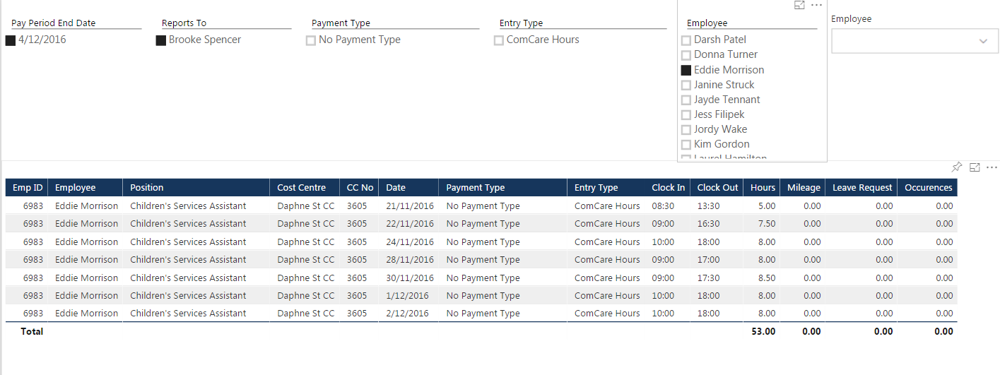 Pay Period End Date
4/12/2016
Reports To
Brooke Spencer
Payment Type
No Payment Type
Entry Type
ComCare Hours
Employee
Darsh Patel
Donna Turner
Eddie Morrison
Janine Struck
Jayde Tennant
Jess Filipek
Jordy Wake
Kim Gordon
Laurel Hamilton
Employee
Emp ID Employee Position Cost Centre CC No Date Payment Type Entry Type Clock In Clock Out Hours Mileage Leave Request Occurences
6983 Eddie Morrison Children's Services Assistant Daphne St CC 3605 21/11/2016 No Payment Type ComCare Hours 08:30 13:30 5.00 0.00 0.00 0.00
6983 Eddie Morrison Children's Services Assistant Daphne St CC 3605 22/11/2016 No Payment Type ComCare Hours 09:00 16:30 7.50 0.00 0.00 0.00
6983 Eddie Morrison Children's Services Assistant Daphne St CC 3605 24/11/2016 No Payment Type ComCare Hours 10:00 18:00 8.00 0.00 0.00 0.00
6983 Eddie Morrison Children's Services Assistant Daphne St CC 3605 28/11/2016 No Payment Type ComCare Hours 09:00 17:00 8.00 0.00 0.00 0.00
6983 Eddie Morrison Children's Services Assistant Daphne St CC 3605 30/11/2016 No Payment Type ComCare Hours 09:00 17:30 8.50 0.00 0.00 0.00
6983 Eddie Morrison Children's Services Assistant Daphne St CC 3605 1/12/2016 No Payment Type ComCare Hours 10:00 18:00 8.00 0.00 0.00 0.00
6983 Eddie Morrison Children's Services Assistant Daphne St CC 3605 2/12/2016 No Payment Type ComCare Hours 10:00 18:00 8.00 0.00 0.00 0.00
Total 53.00 0.00 0.00 0.00